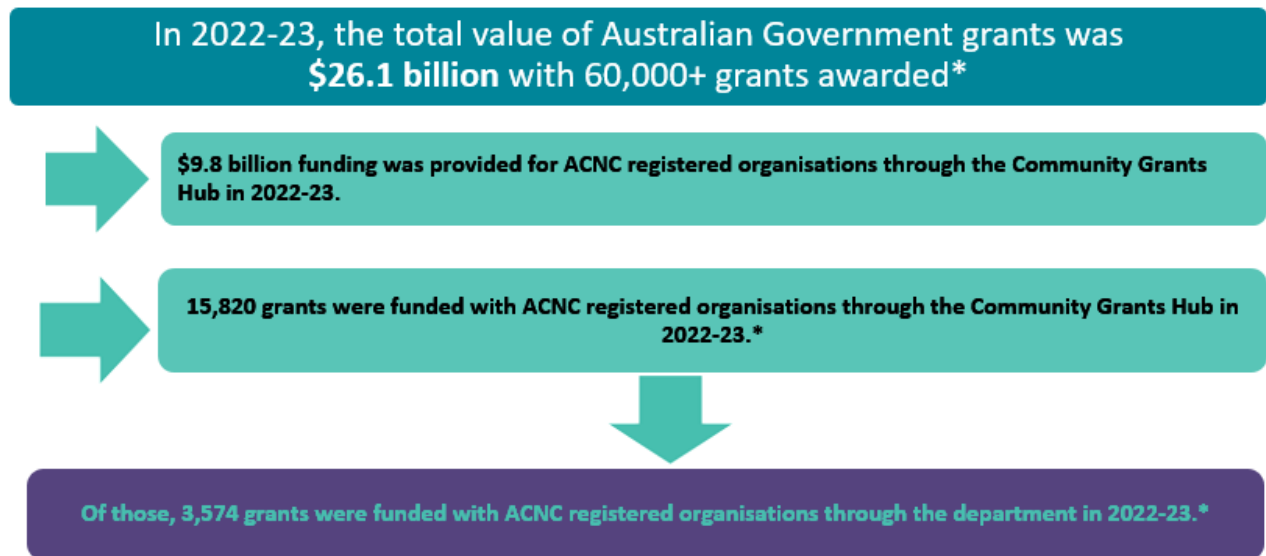 In 2022-23, the total value of Australian Government grants was
$26.1 billion with 60,000+ grants awarded*
$9.8 billion funding was provided for ACNC registered organisations through the Community Grants
Hub in 2022-23.
15,820 grants were funded with ACNC registered organisations through the Community Grants Hub in
2022-23.*
Of those, 3,574 grants were funded with ACNC registered organisations through the department in 2022-23.*